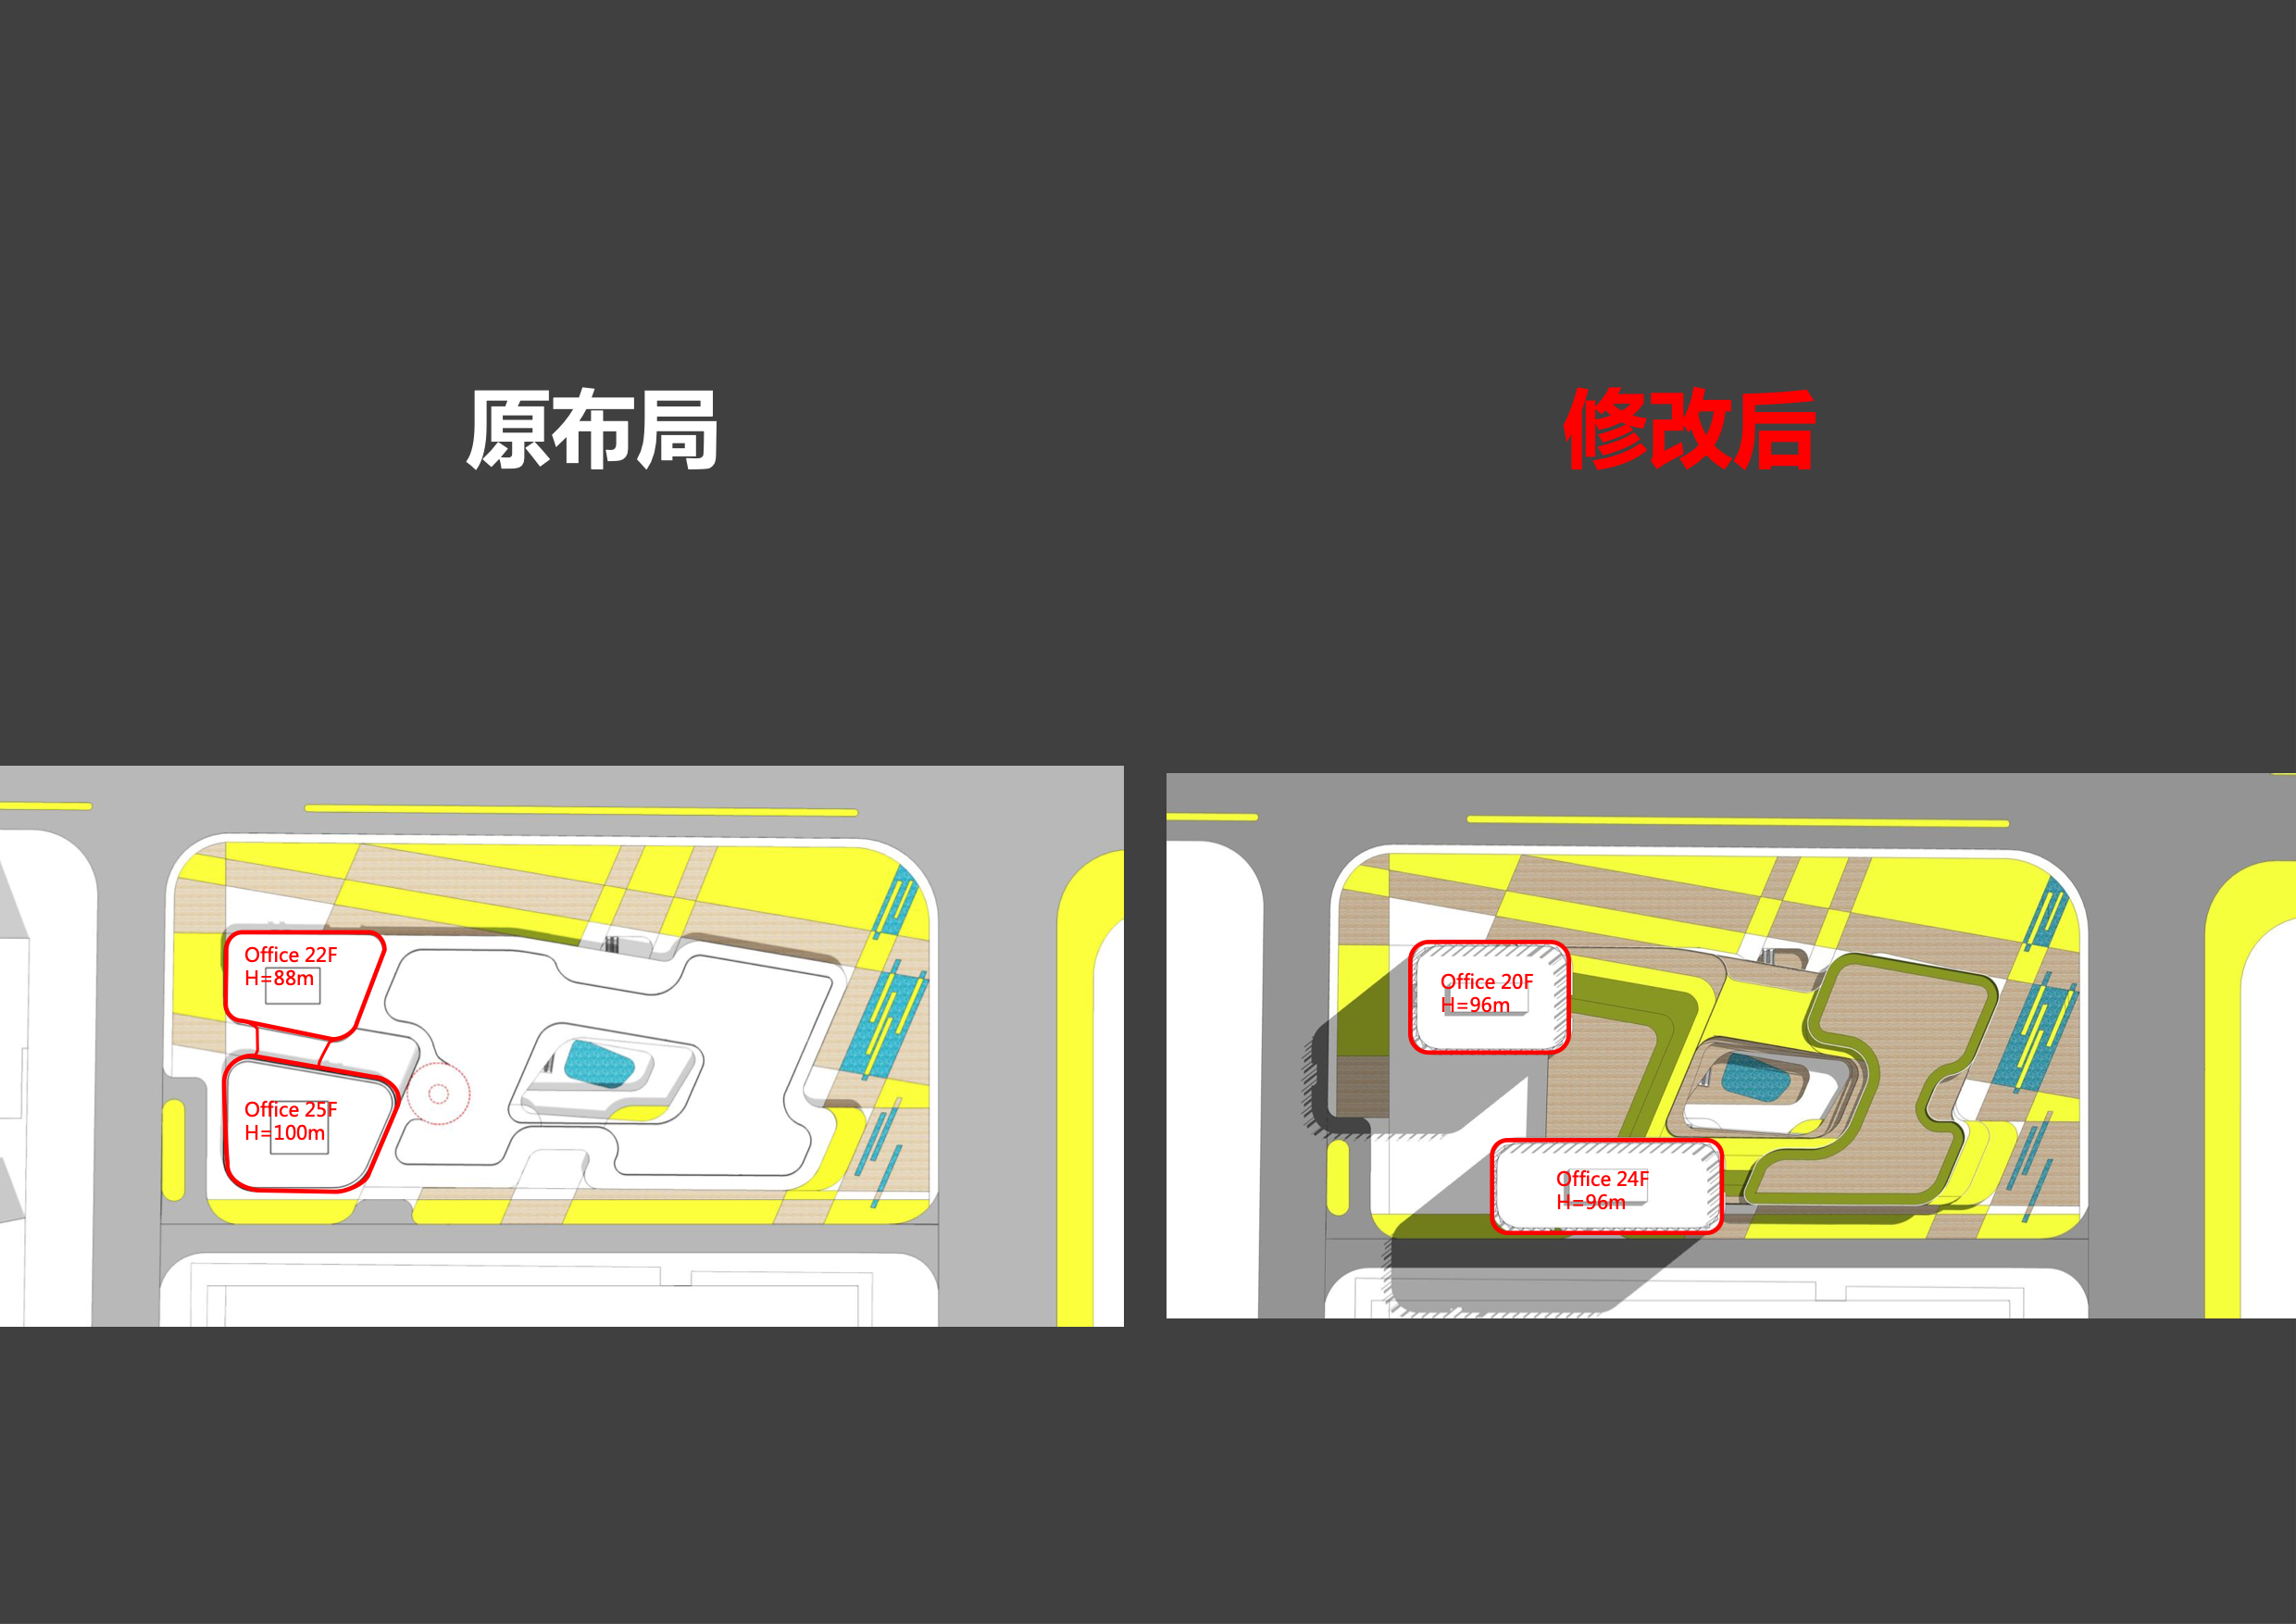 原布局
修改后
Office 22F
H=88m
Office 25F
H=100m
Office 20F
H=96m
Office 24F
H=96m